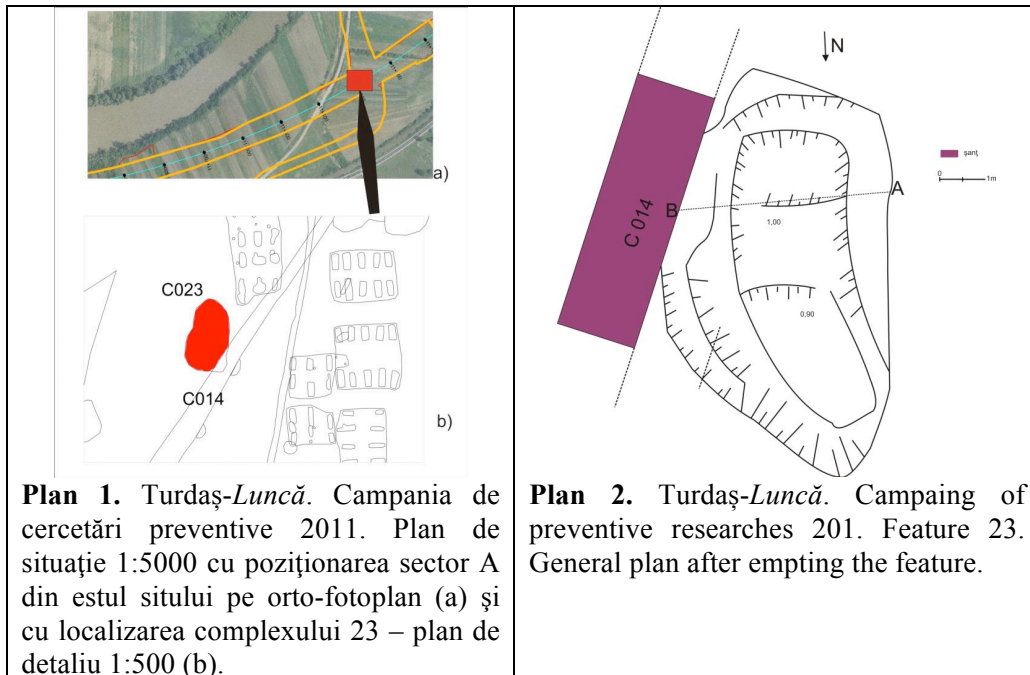 a)
C023
C014
b)
Plan 1. Turdaş-Luncă. Campania de
cercetări preventive 2011. Plan de
situaţie 1:5000 cu poziţionarea sector A
din estul sitului pe orto-fotoplan (a) şi
cu localizarea complexului 23 – plan de
detaliu 1:500 (b).
N
şanţ
0 1m
A
B
C 014
1,00
0,90
Plan 2. Turdaş-Luncă. Campaing of
preventive researches 201. Feature 23.
General plan after empting the feature.